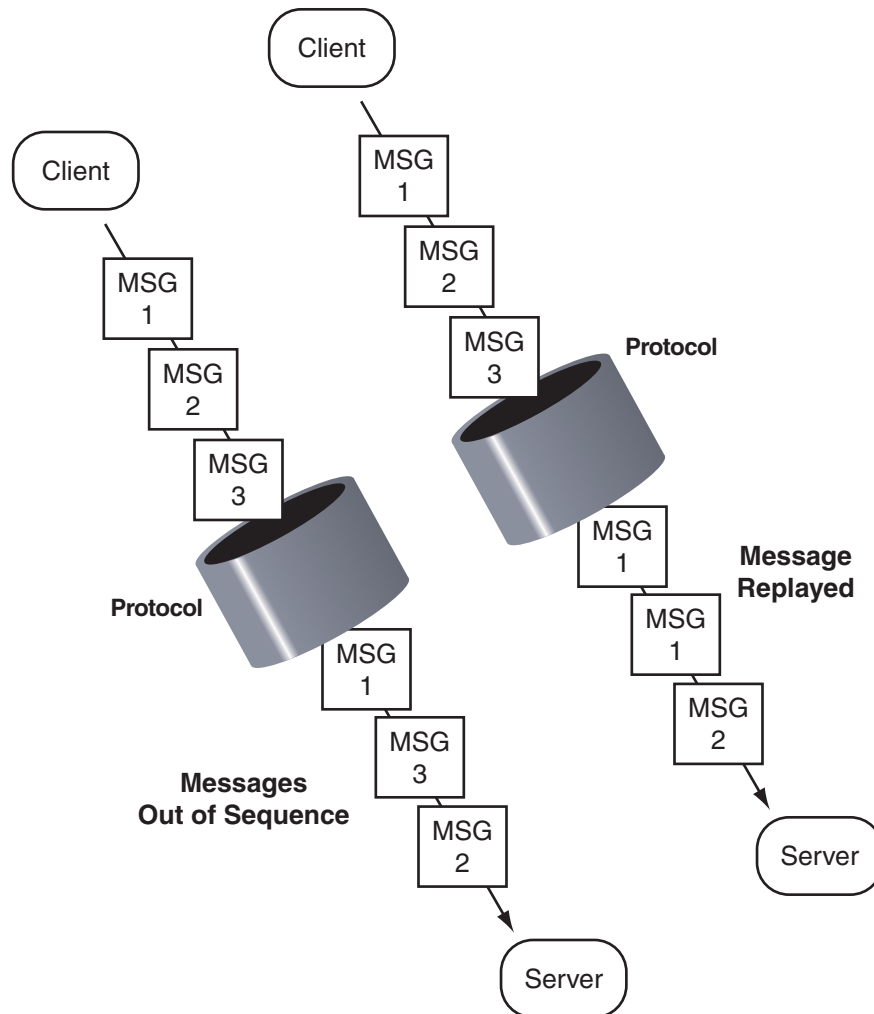 Client
MSG
1
MSG
2
MSG
3
Protocol
MSG
1
MSG
3
MSG
2
Messages
Out of Sequence
Server
Client
MSG
1
MSG
2
MSG
3
Protocol
MSG
1
MSG
1
MSG
2
Message
Replayed
Server